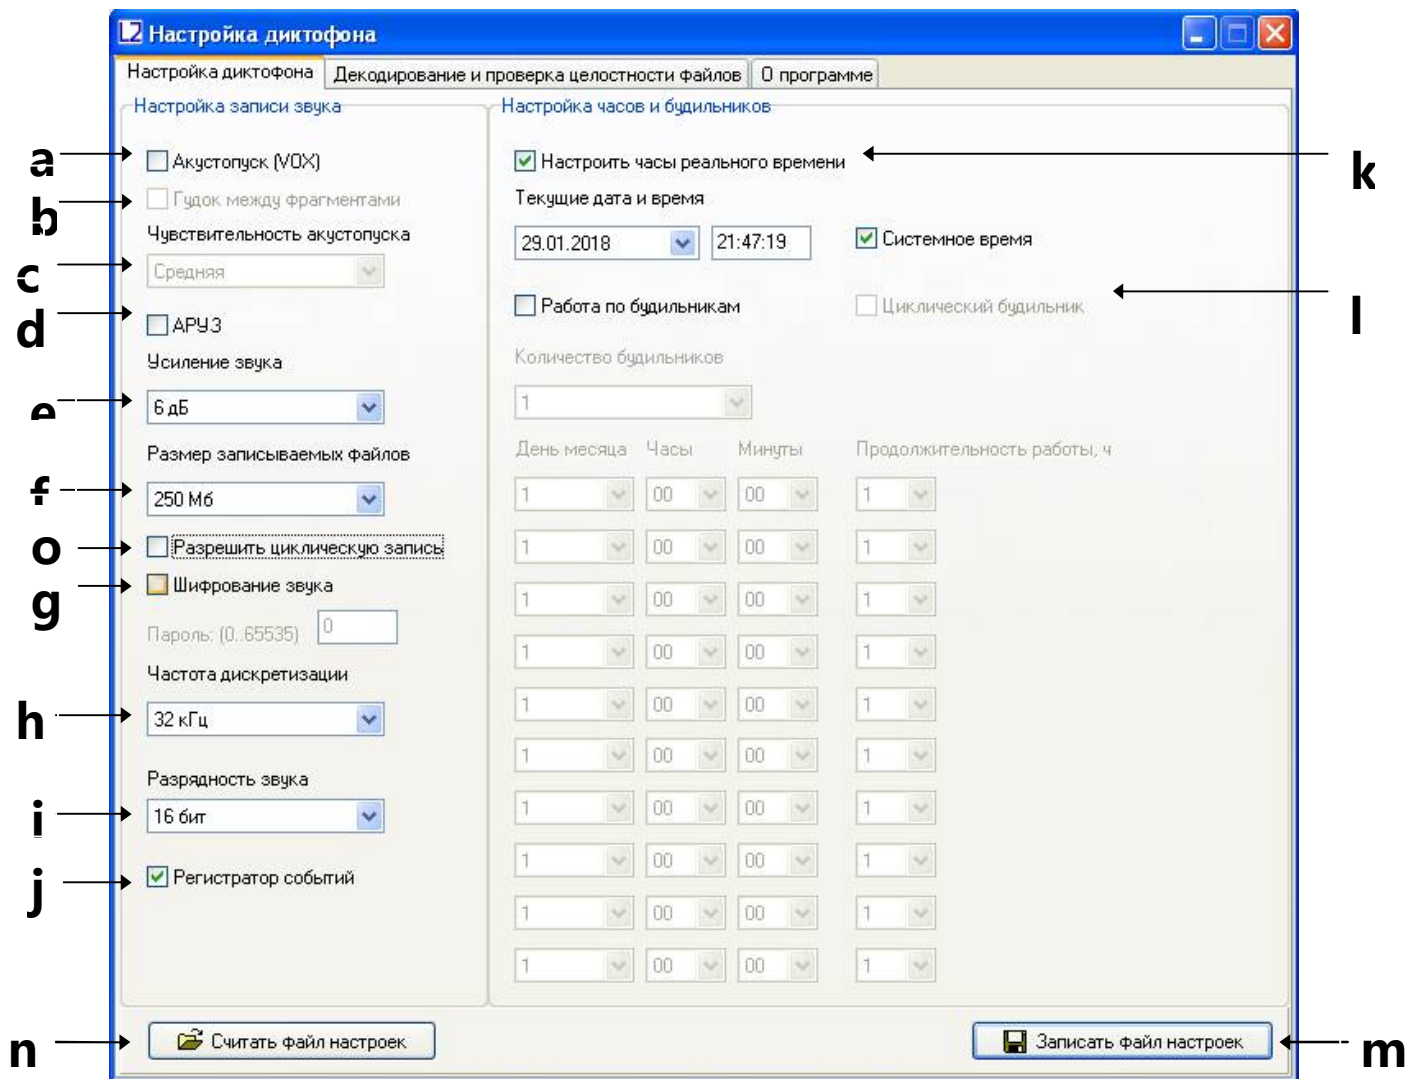 L2 Настройка диктофона
Настройка диктофона Декодирование и проверка целостности файлов О программе
Настройка записи звука
a Акустопуск (VOX)
b Гудок между фрагментами
Чувствительность акустопуска
c Средняя
d АРУЗ
Усиление звука
e 6 дБ
Размер записываемых файлов
f 250 Мб
o Разрешить циклическую запись
g Шифрование звука
Пароль: (0..65535) 0
Частота дискретизации
h 32 кГц
Разрядность звука
i 16 бит
j Регистратор событий
Настройка часов и будильников
Настроить часы реального времени k
Текущие дата и время
29.01.2018 21:47:19 Системное время
Работа по будильникам Циклический будильник l
Количество будильников
1
День месяца Часы Минуты Продолжительность работы, ч
1 00 00 1
1 00 00 1
1 00 00 1
1 00 00 1
1 00 00 1
1 00 00 1
1 00 00 1
1 00 00 1
1 00 00 1
1 00 00 1
n Считать файл настроек Записать файл настроек m